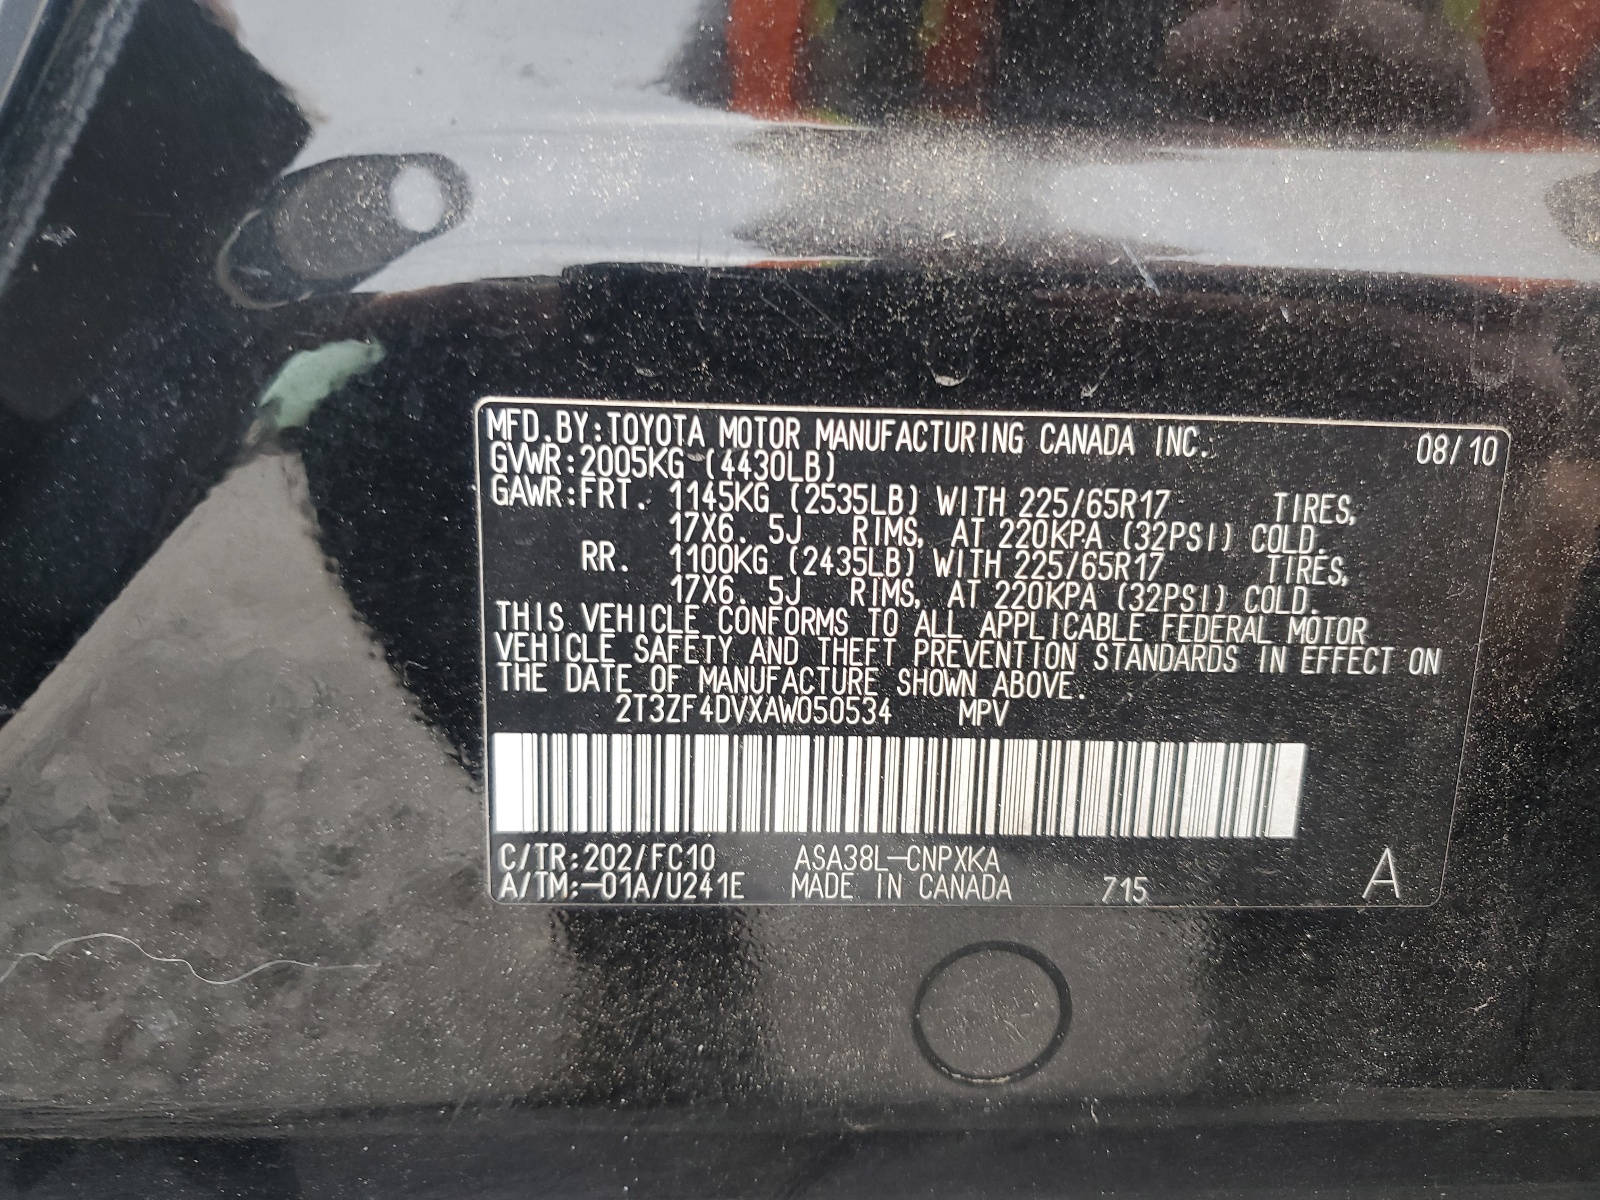 MFD.BY:TOYOTA MOTOR MANUFACTURING CANADA INC. 08/10
GVWR:2005KG (4430LB)
GAWR:FRT. 1145KG (2535LB) WITH 225/65R17 TIRES,
17X6. 5J RIMS, AT 220KPA (32PSI) COLD.
RR. 1100KG (2435LB) WITH 225/65R17 TIRES,
17X6. 5J RIMS, AT 220KPA (32PSI) COLD.
THIS VEHICLE CONFORMS TO ALL APPLICABLE FEDERAL MOTOR
VEHICLE SAFETY AND THEFT PREVENTION STANDARDS IN EFFECT ON
THE DATE OF MANUFACTURE SHOWN ABOVE.
2T3ZF4DVXAW050534 MPV
C/TR:202/FC10 ASA38L-CNPXKA
A/TM:-01A/U241E MADE IN CANADA 715 A